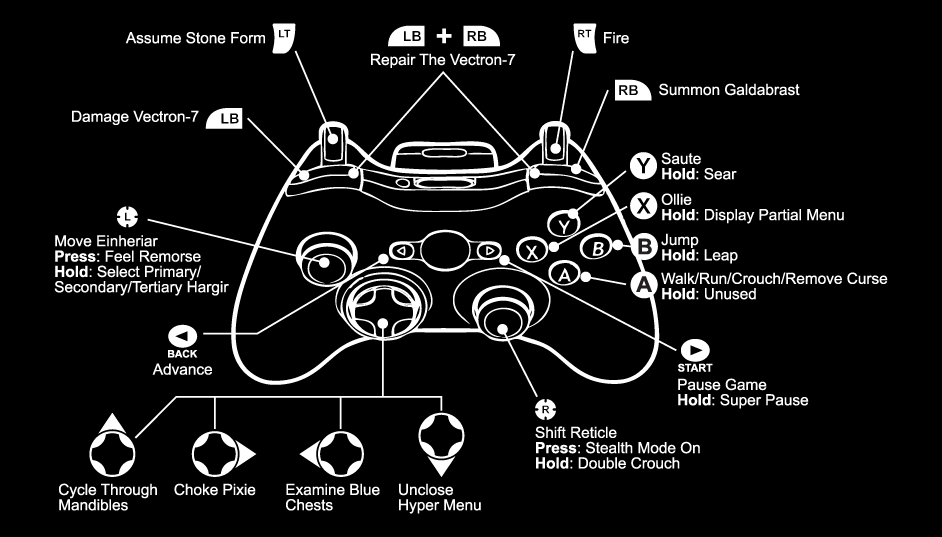 Assume Stone Form LT
LB + RB
Repair The Vectron-7
RT Fire
RB Summon Galdabrast
Damage Vectron-7 LB
Y Saute
Hold: Sear
X Ollie
Hold: Display Partial Menu
B Jump
Hold: Leap
A Walk/Run/Crouch/Remove Curse
Hold: Unused
L
Move Einheriar
Press: Feel Remorse
Hold: Select Primary/
Secondary/Tertiary Hargir
Y
X
B
A
BACK
Advance
START
Pause Game
Hold: Super Pause
R
Shift Reticle
Press: Stealth Mode On
Hold: Double Crouch
Cycle Through
Mandibles
Choke Pixie
Examine Blue
Chests
Unclose
Hyper Menu